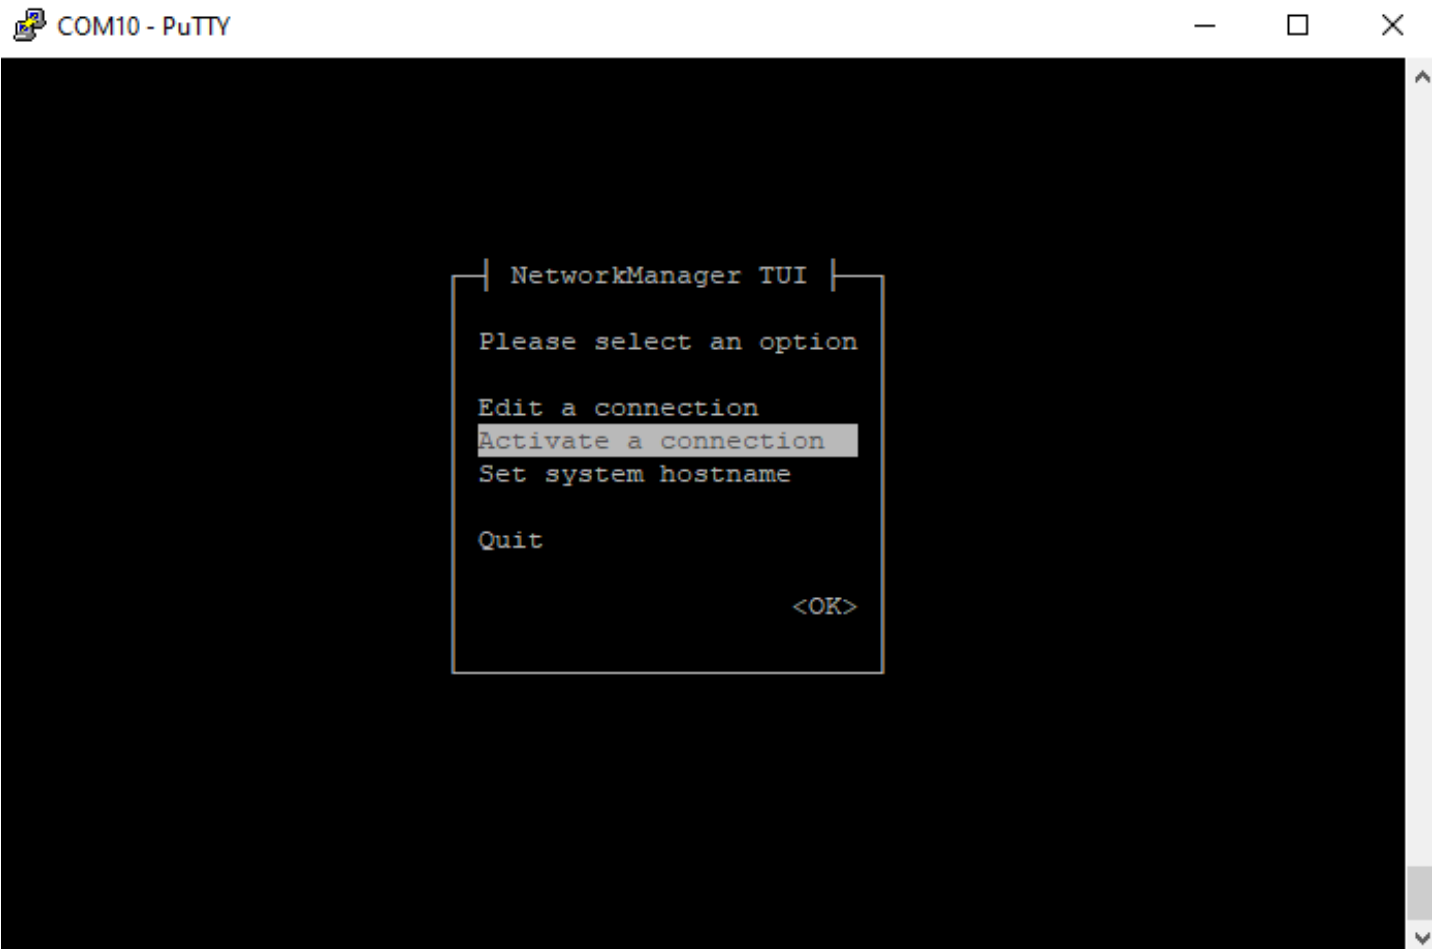 COM10 - PuTTY
NetworkManager TUI
Please select an option
Edit a connection
Activate a connection
Set system hostname
Quit
<OK>